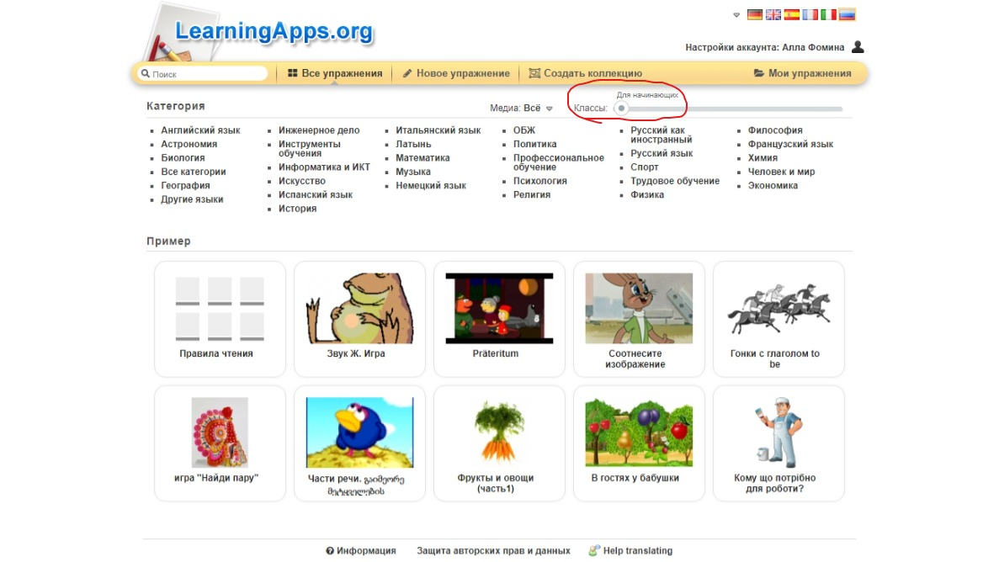 LearningApps.org
Настройки аккаунта: Алла Фомина
Поиск
Все упражнения
Новое упражнение
Создать коллекцию
Мои упражнения
Категория
Медиа: Всё
Классы:
Для начинающих
Английский язык
Астрономия
Биология
Все категории
География
Другие языки
Инженерное дело
Инструменты
обучения
Информатика и ИКТ
Искусство
Испанский язык
История
Итальянский язык
Латынь
Математика
Музыка
Немецкий язык
ОБЖ
Политика
Профессиональное
обучение
Психология
Религия
Русский как
иностранный
Русский язык
Спорт
Трудовое обучение
Физика
Философия
Французский язык
Химия
Человек и мир
Экономика
Пример
Правила чтения
Звук Ж. Игра
Präteritum
Соотнесите
изображение
Гонки с глаголом to
be
игра "Найди пару"
Части речи. გაიმეორე
მეტყველების
Фрукты и овощи
(часть1)
В гостях у бабушки
Кому що потрібно
для роботи?
Информация
Защита авторских прав и данных
Help translating